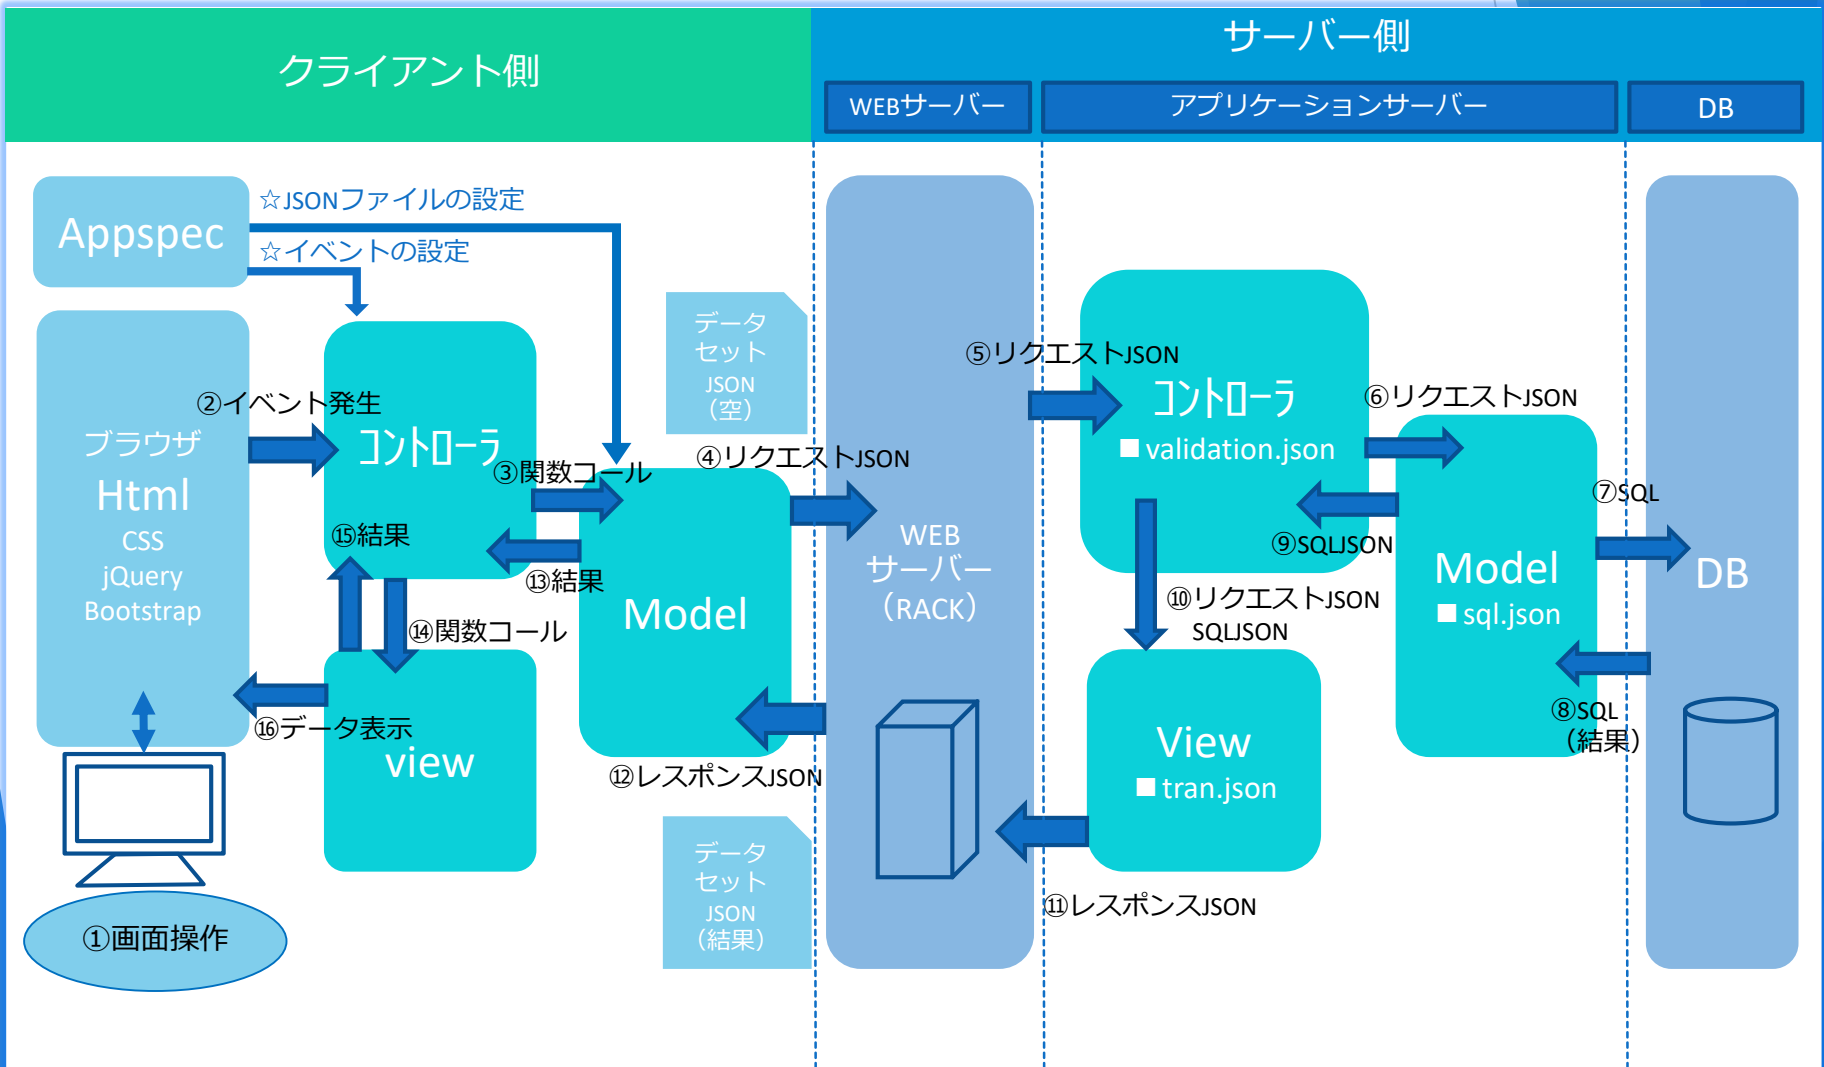 クライアント側
サーバー側
WEBサーバー
アプリケーションサーバー
DB
Appspec
☆JSONファイルの設定
☆イベントの設定
ブラウザ
Html
CSS
jQuery
Bootstrap
①画面操作
②イベント発生
コントローラ
③関数コール
⑮結果
⑬結果
⑭関数コール
⑯データ表示
view
データ
セット
JSON
（空）
④リクエストJSON
Model
⑫レスポンスJSON
データ
セット
JSON
（結果）
WEB
サーバー
（RACK）
⑤リクエストJSON
コントローラ
■validation.json
⑥リクエストJSON
⑨SQLJSON
⑩リクエストJSON
SQLJSON
View
■tran.json
⑪レスポンスJSON
⑦SQL
Model
■sql.json
⑧SQL
（結果）
DB